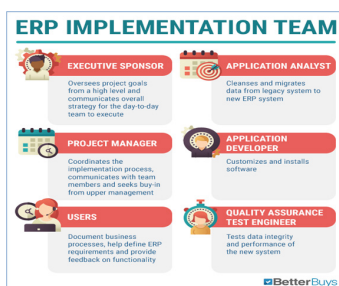 ERP IMPLEMENTATION TEAM
EXECUTIVE SPONSOR
Oversees project goals
from a high level and
communicates overall
strategy for the day-to-day
team to execute
APPLICATION ANALYST
Cleanses and migrates
data from legacy system to
new ERP system
PROJECT MANAGER
Coordinates the
implementation process,
communicates with team
members and seeks buy-in
from upper management
APPLICATION
DEVELOPER
Customizes and installs
software
USERS
Document business
processes, help define ERP
requirements and provide
feedback on functionality
QUALITY ASSURANCE
TEST ENGINEER
Tests data integrity
and performance of
the new system
BetterBuys